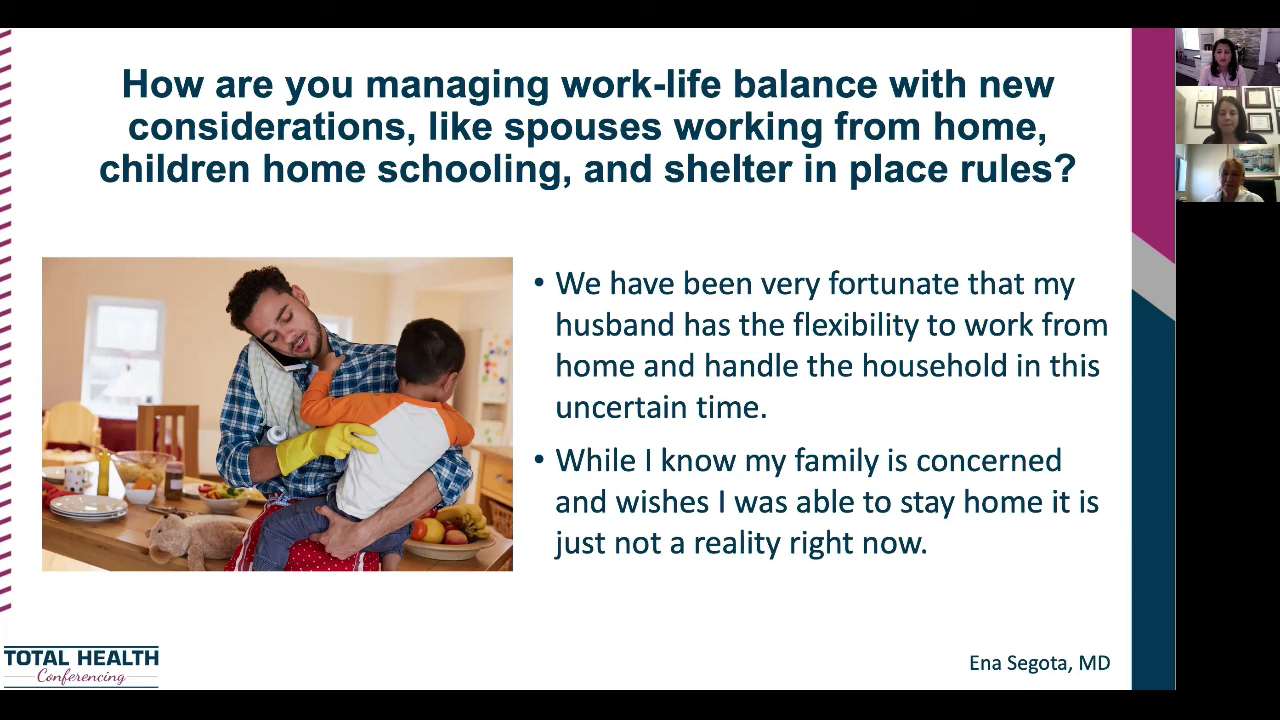 How are you managing work-life balance with new
considerations, like spouses working from home,
children home schooling, and shelter in place rules?
• We have been very fortunate that my
husband has the flexibility to work from
home and handle the household in this
uncertain time.
• While I know my family is concerned
and wishes I was able to stay home it is
just not a reality right now.
TOTAL HEALTH
Conferencing
Ena Segota, MD